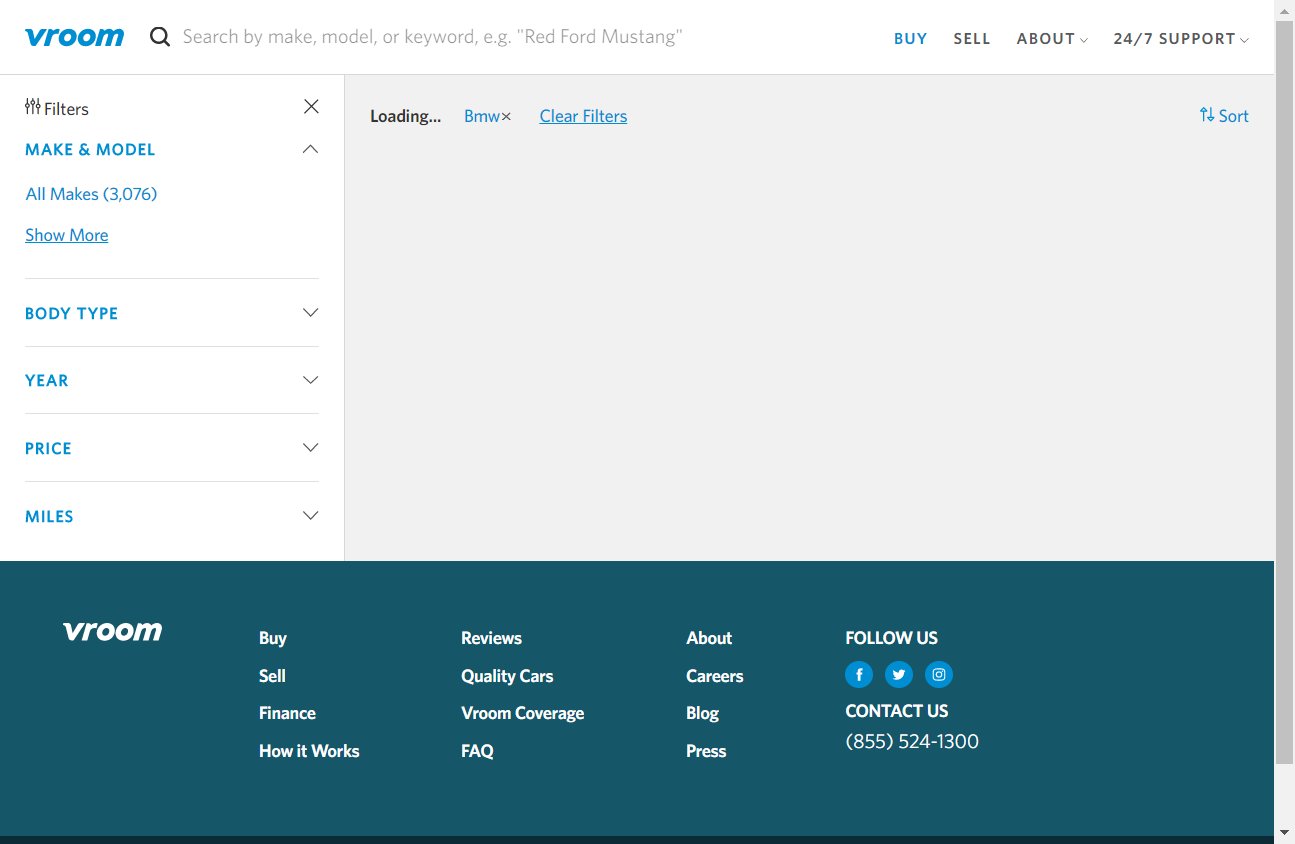 vroom Search by make, model, or keyword, e.g. "Red Ford Mustang" BUY SELL ABOUT 24/7 SUPPORT
Filters
MAKE & MODEL
All Makes (3,076)
Show More
BODY TYPE
YEAR
PRICE
MILES
Loading... Bmw× Clear Filters Sort
vroom
Buy
Sell
Finance
How it Works
Reviews
Quality Cars
Vroom Coverage
FAQ
About
Careers
Blog
Press
FOLLOW US
CONTACT US
(855) 524-1300